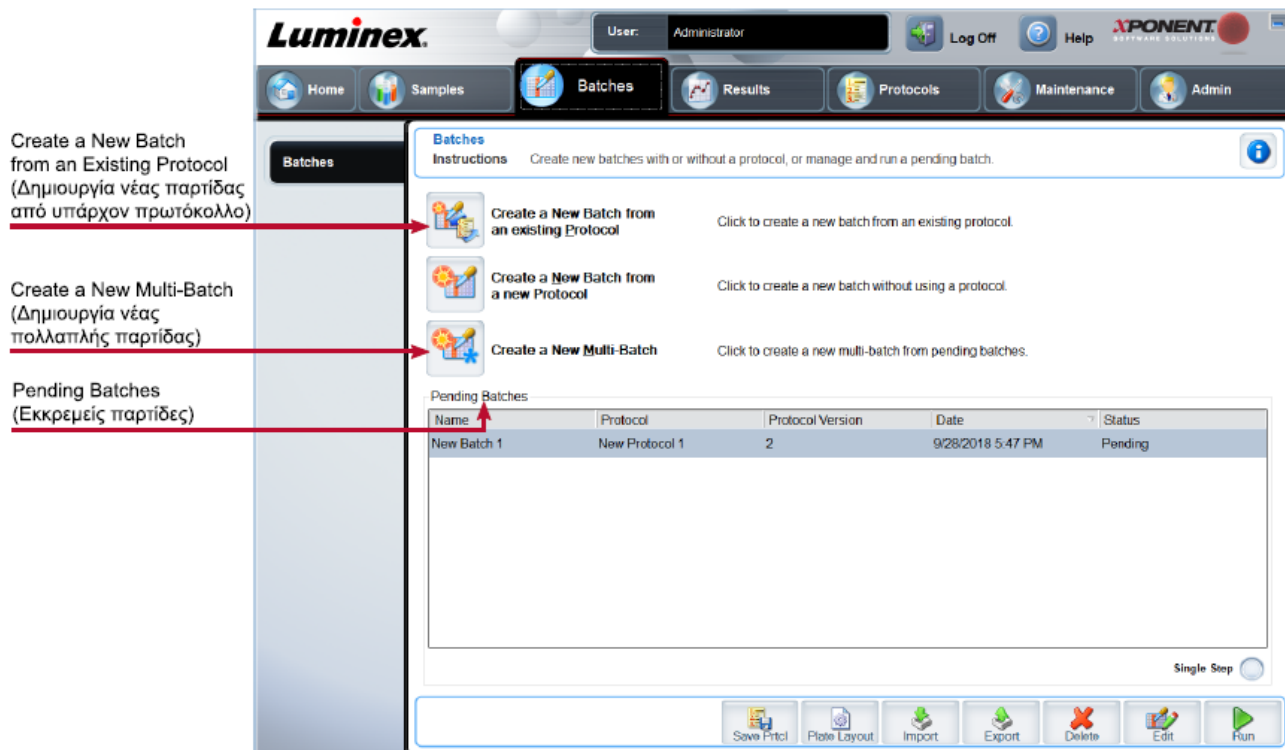 Luminex.
User: Administrator
Log Off
Help
XPONENT.
SOFTWARE SOLUTIONS
Home
Samples
Batches
Results
Protocols
Maintenance
Admin
Create a New Batch
from an Existing Protocol
(Δημιουργία νέας παρτίδας
από υπάρχον πρωτόκολλο)
Create a New Multi-Batch
(Δημιουργία νέας
πολλαπλής παρτίδας)
Pending Batches
(Εκκρεμείς παρτίδες)
Batches
Batches
Instructions Create new batches with or without a protocol, or manage and run a pending batch.
Create a New Batch from
an existing Protocol
Click to create a new batch from an existing protocol.
Create a New Batch from
a new Protocol
Click to create a new batch without using a protocol.
Create a New Multi-Batch
Click to create a new multi-batch from pending batches.
Pending Batches
Name Protocol Protocol Version Date Status
New Batch 1 New Protocol 1 2 9/28/2018 5:47 PM Pending
Single Step
Save Prtcl
Plate Layout
Import
Export
Delete
Edit
Run